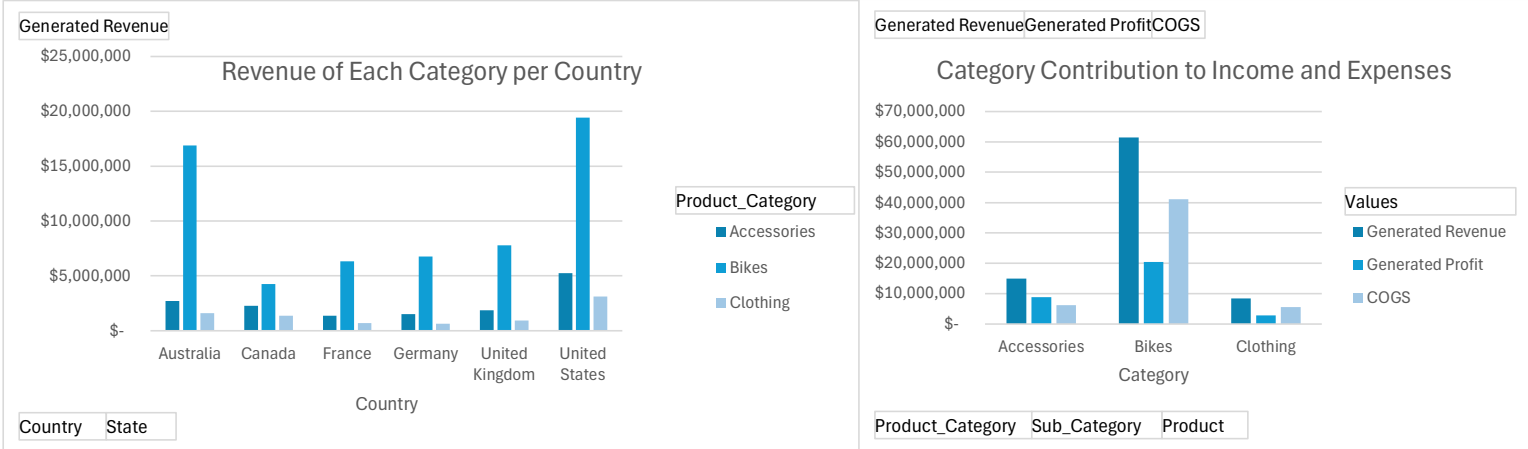 Generated Revenue
Revenue of Each Category per Country
$25,000,000
$20,000,000
$15,000,000
$10,000,000
$5,000,000
$-
Australia
Canada
France
Germany
United
Kingdom
United
States
Country
Product_Category
Accessories
Bikes
Clothing
Country
State
Generated Revenue
Generated Profit
COGS
Category Contribution to Income and Expenses
$70,000,000
$60,000,000
$50,000,000
$40,000,000
$30,000,000
$20,000,000
$10,000,000
$-
Accessories
Bikes
Clothing
Category
Values
Generated Revenue
Generated Profit
COGS
Product_Category
Sub_Category
Product